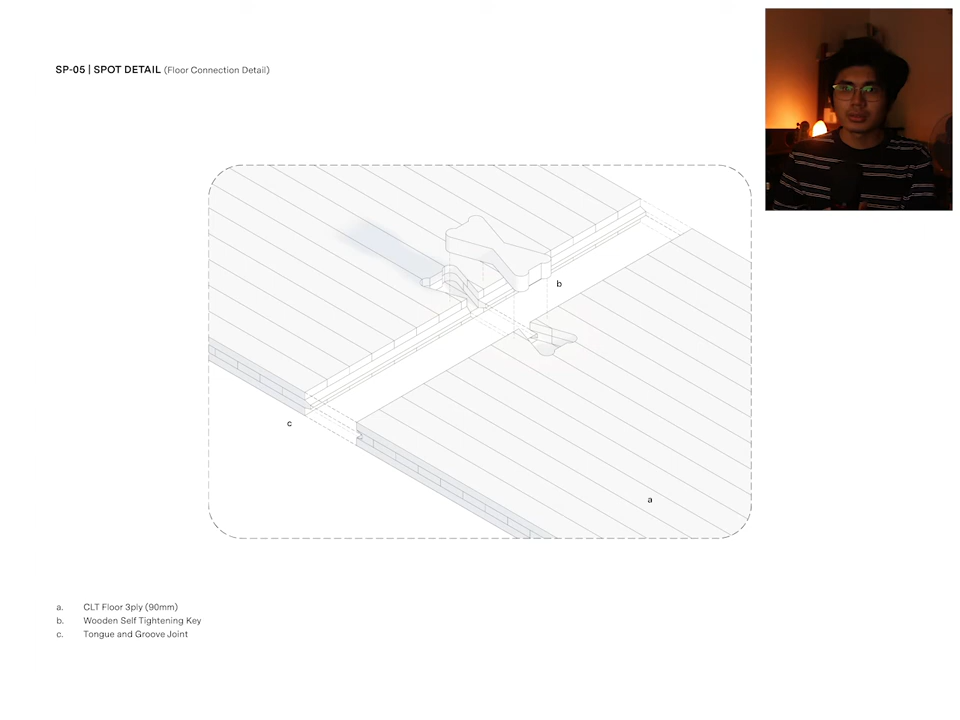 SP-05 | SPOT DETAIL (Floor Connection Detail)
b
c
a
a. CLT Floor 3ply (90mm)
b. Wooden Self Tightening Key
c. Tongue and Groove Joint